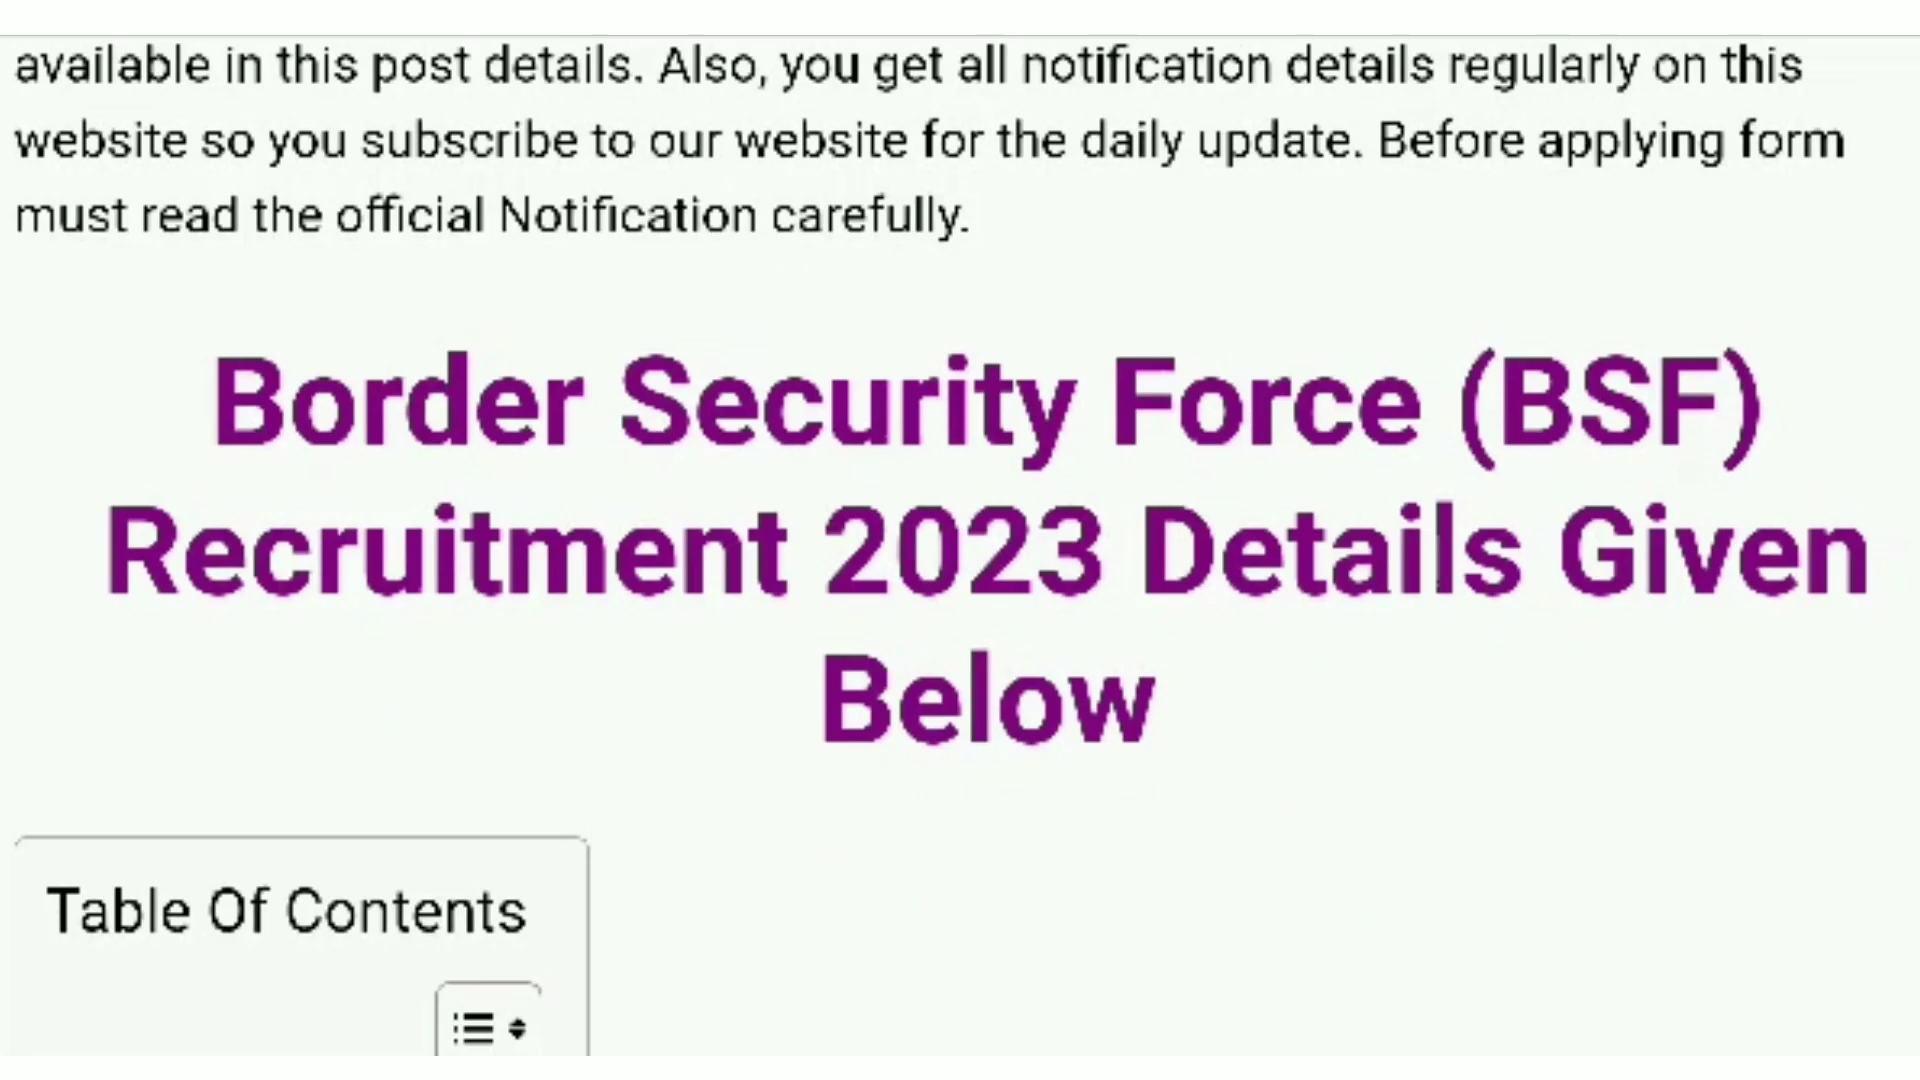 available in this post details. Also, you get all notification details regularly on this
website so you subscribe to our website for the daily update. Before applying form
must read the official Notification carefully.
Border Security Force (BSF)
Recruitment 2023 Details Given
Below
Table Of Contents